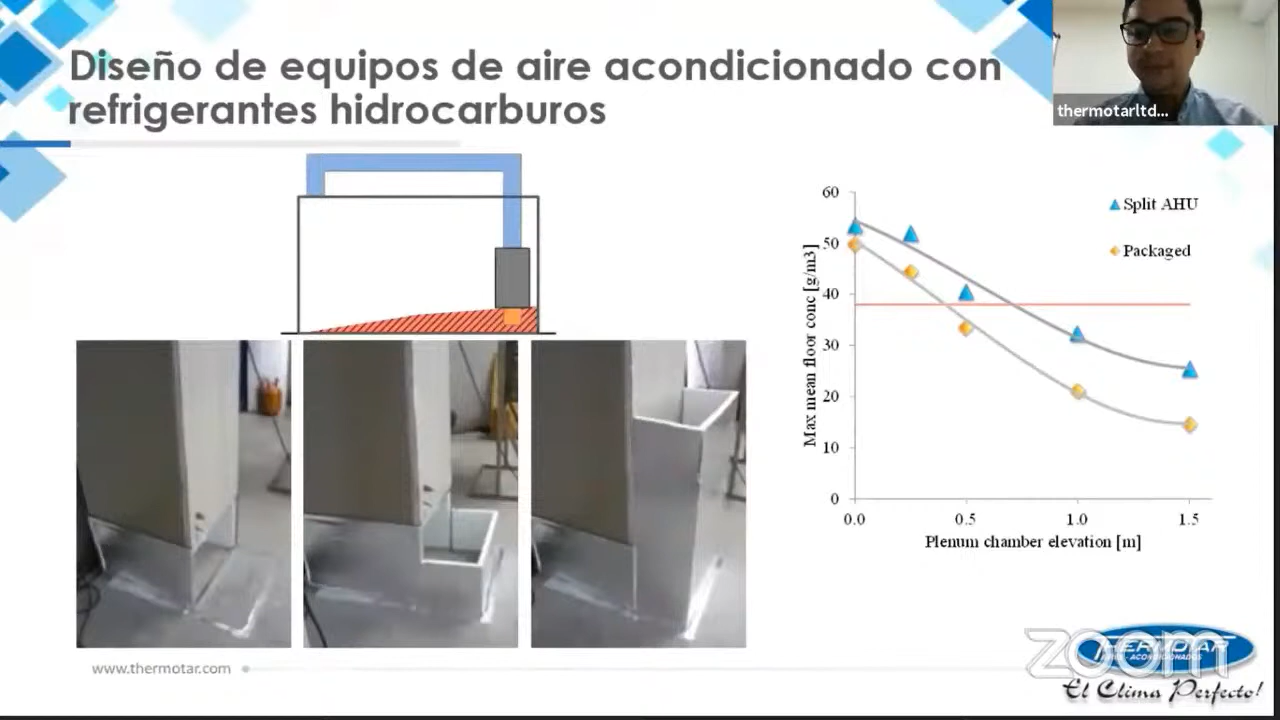 Diseño de equipos de aire acondicionado con
refrigerantes hidrocarburos
thermotarltd...
Max mean floor conc [g/m3]
60
50
40
30
20
10
0
Split AHU
Packaged
0.0
0.5
1.0
1.5
Plenum chamber elevation [m]
www.thermotar.com
zoom
THERMOTAR
AIRE - ACONDICIONADOS
El Clima Perfecto!